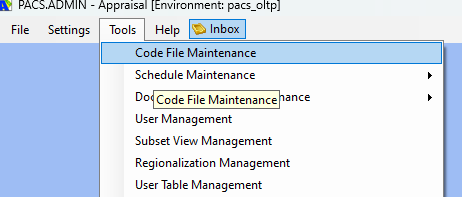 PACS.ADMIN - Appraisal [Environment: pacs_oltp]
File Settings Tools Help Inbox
Code File Maintenance
Schedule Maintenance
Do
Code File Maintenance
nance
User Management
Subset View Management
Regionalization Management
User Table Management